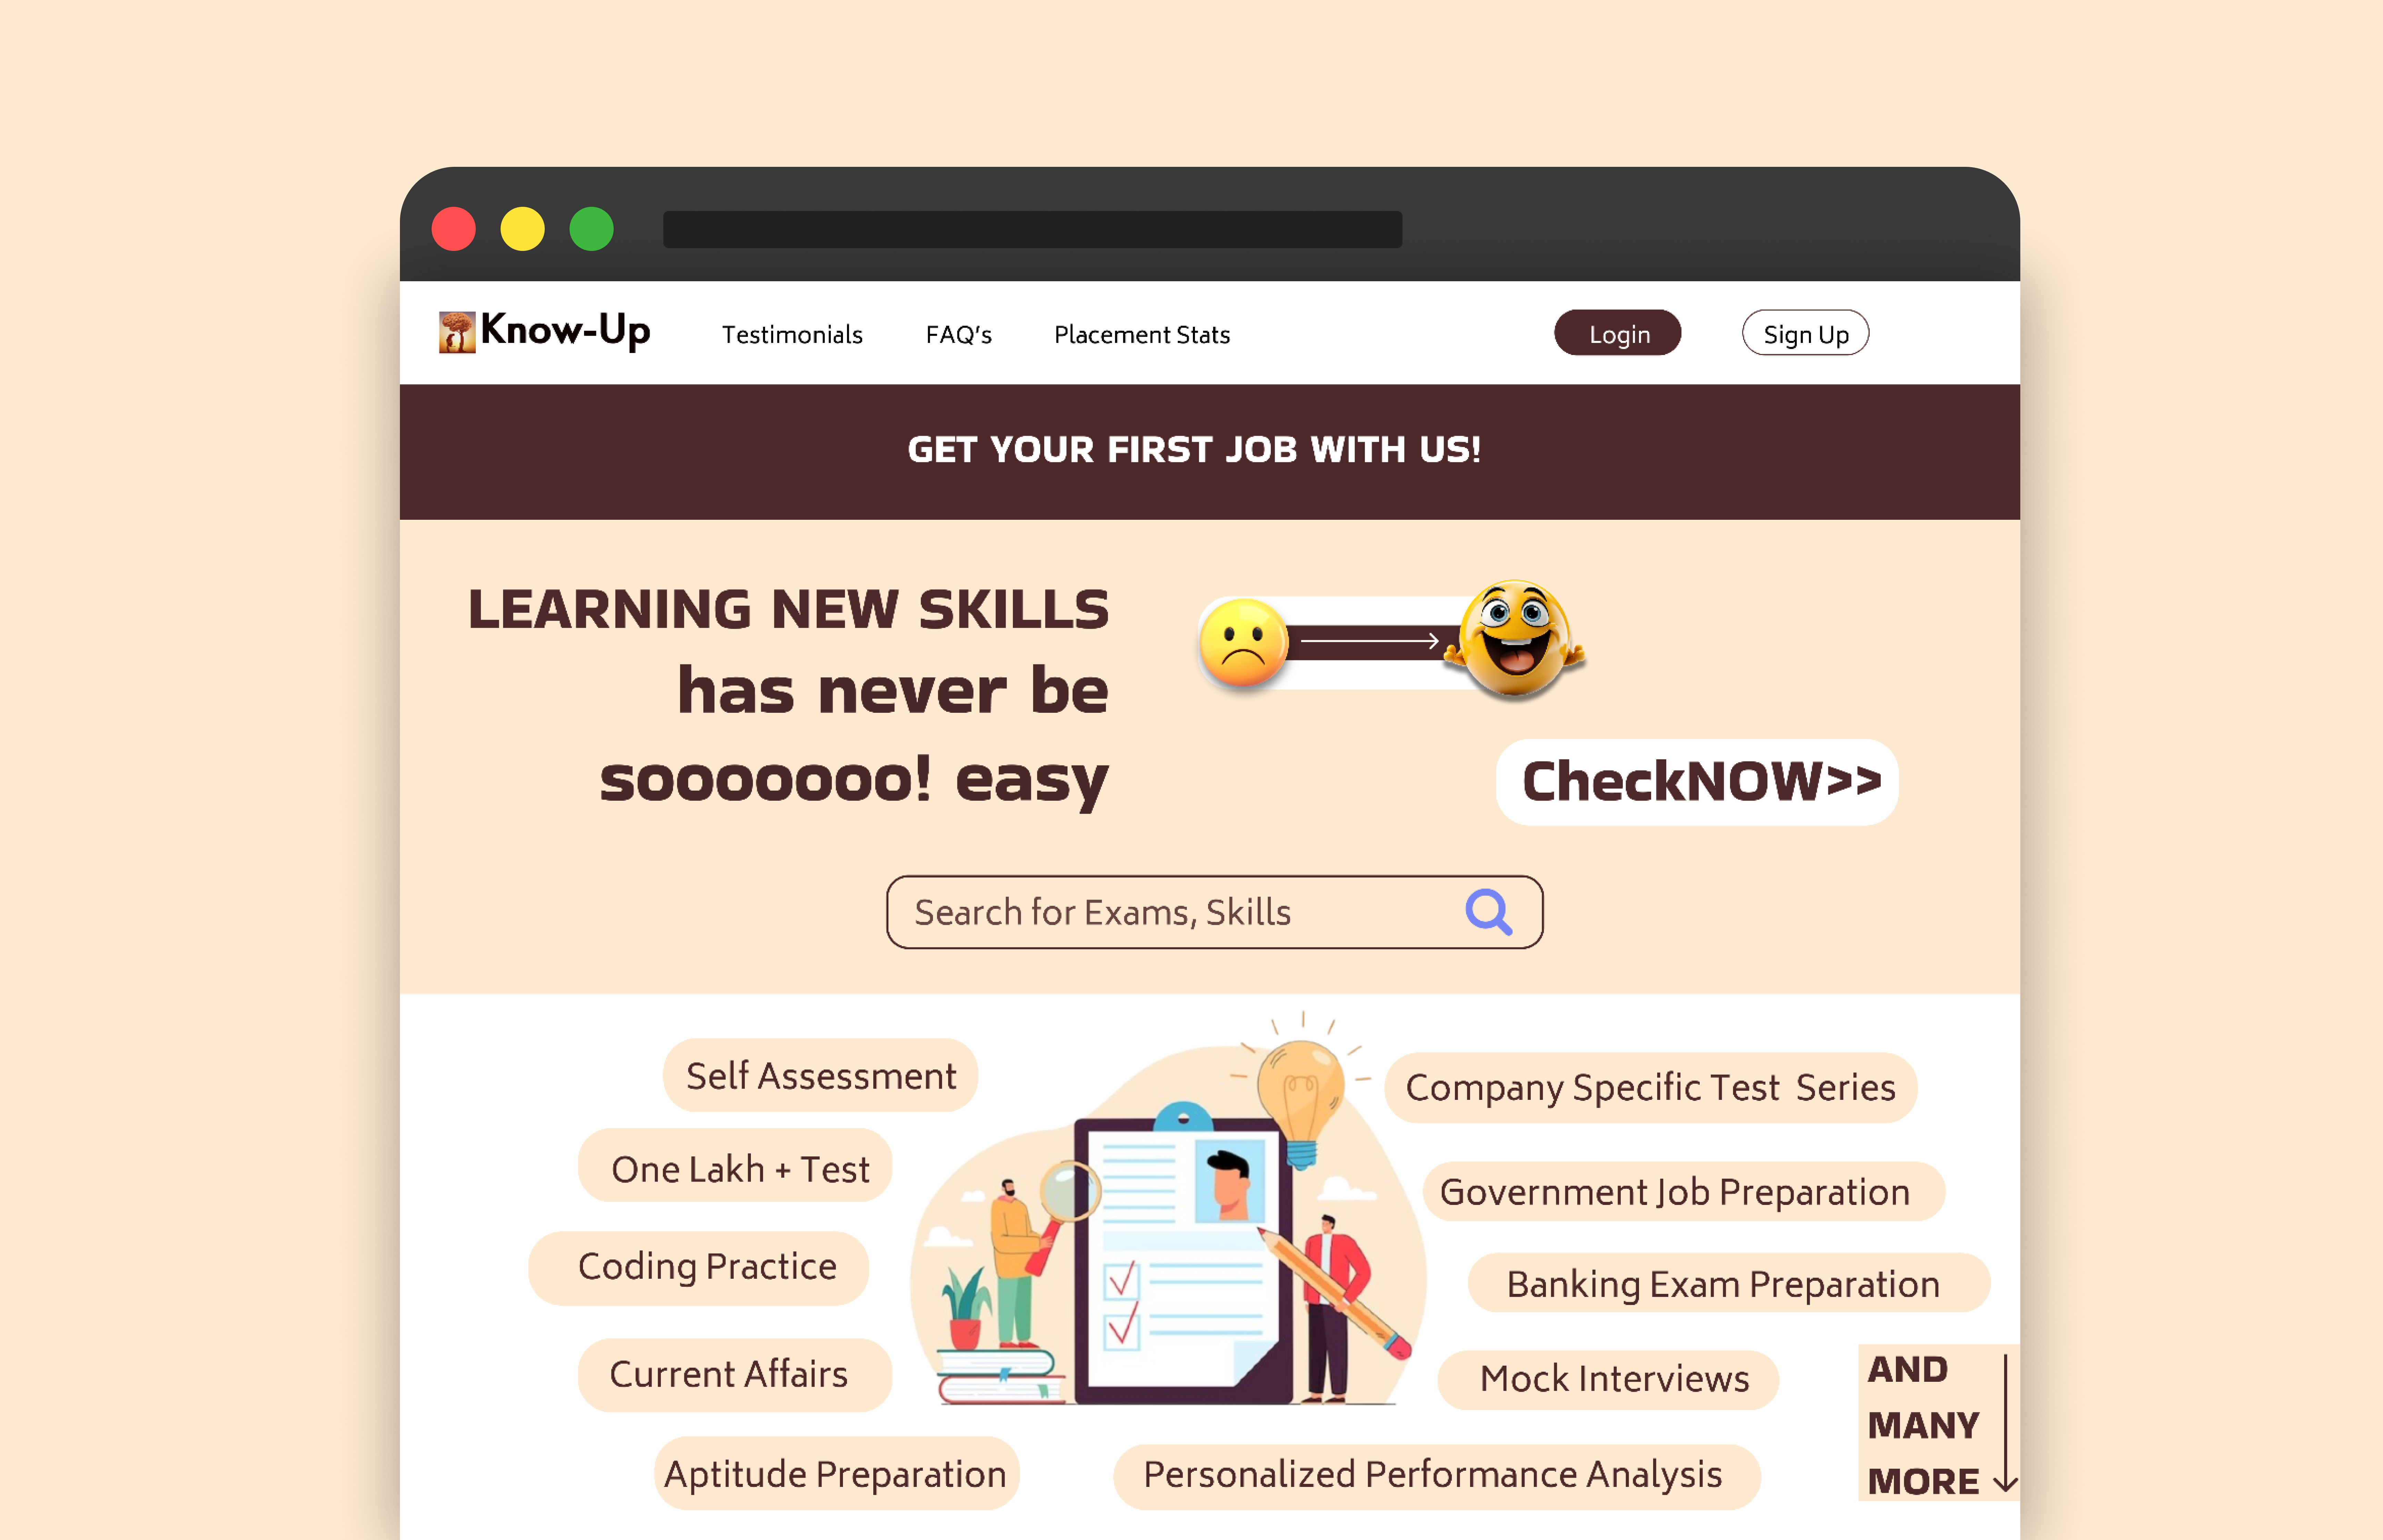 Know-Up
Testimonials
FAQ's
Placement Stats
Login
Sign Up
GET YOUR FIRST JOB WITH US!
LEARNING NEW SKILLS
has never be
sooooooo! easy
CheckNOW>>
Search for Exams, Skills
Self Assessment
One Lakh + Test
Coding Practice
Current Affairs
Aptitude Preparation
Company Specific Test Series
Government Job Preparation
Banking Exam Preparation
Mock Interviews
Personalized Performance Analysis
AND
MANY
MORE